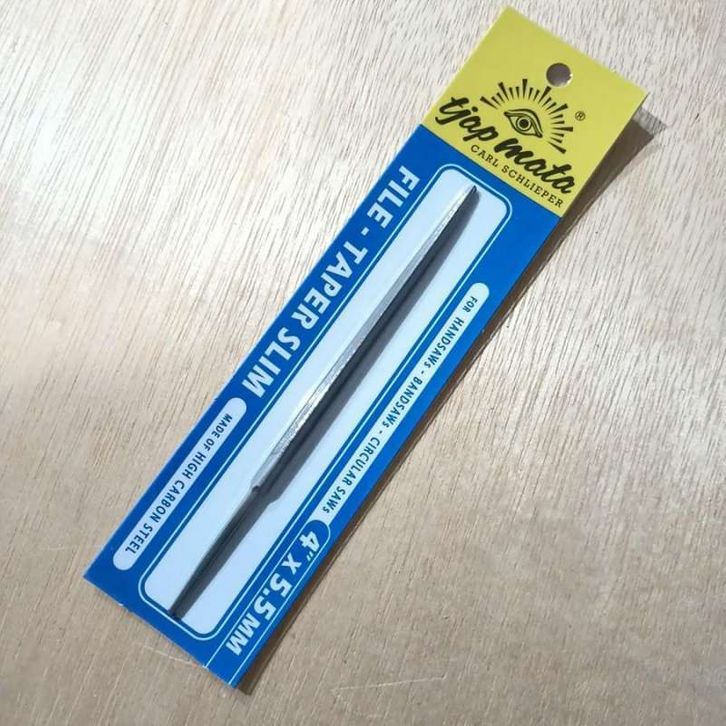 ®
tjap mata
CARL SCHLIEPER
FILE - TAPER SLIM
FOR HANDSAWs - BANDSAWs - CIRCULAR SAWs
MADE OF HIGH CARBON STEEL
4" X 5.5 MM